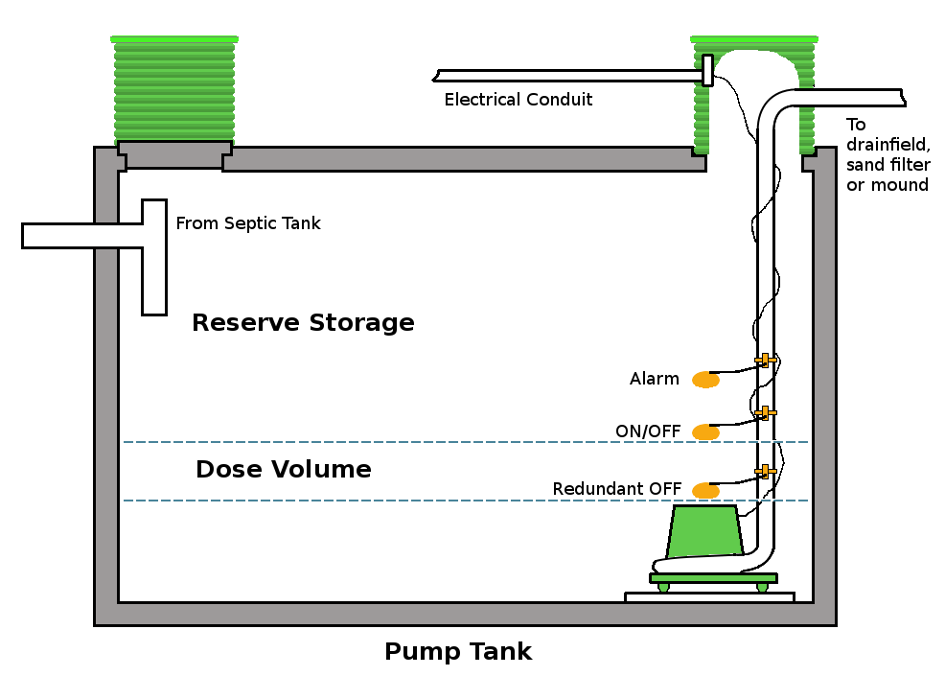 Electrical Conduit
To
drainfield,
sand filter
or mound
From Septic Tank
Reserve Storage
Alarm
ON/OFF
Dose Volume
Redundant OFF
Pump Tank